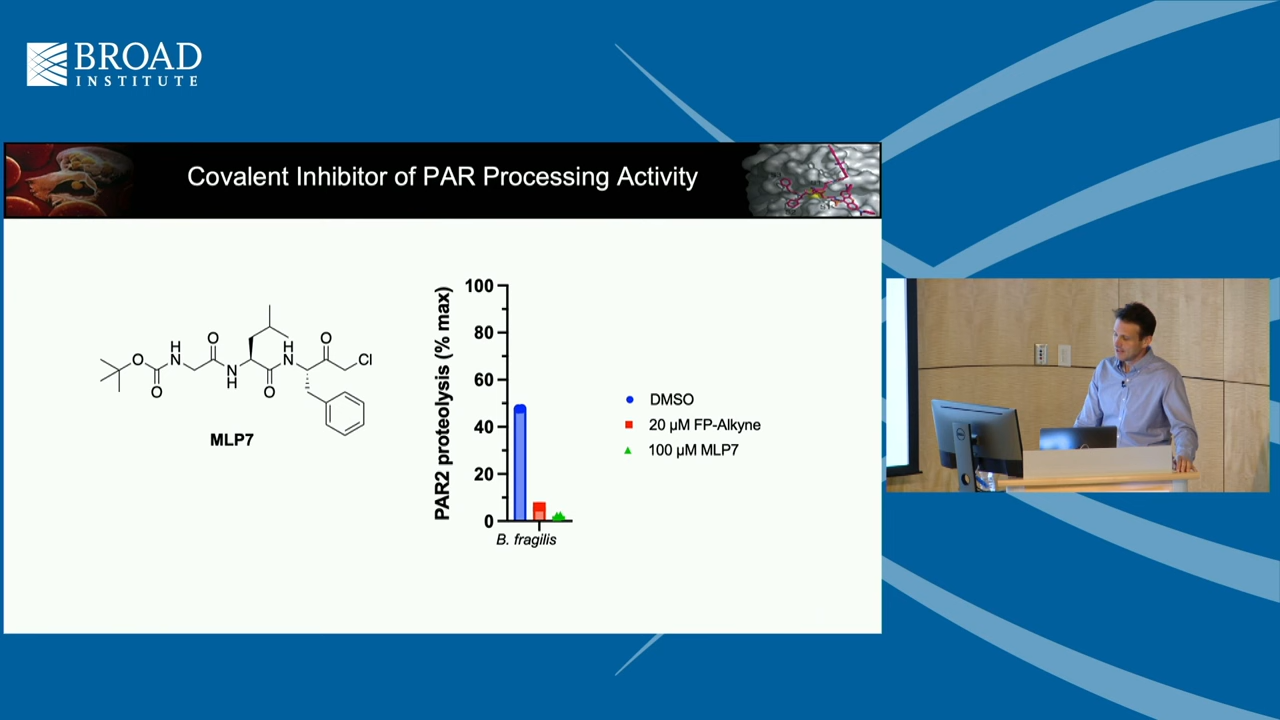 BROAD
INSTITUTE
Covalent Inhibitor of PAR Processing Activity
O
H
N
O
O
N
H
O
H
N
O
O
Cl
MLP7
PAR2 proteolysis (% max)
100
80
60
40
20
0
B. fragilis
DMSO
20 µM FP-Alkyne
100 µM MLP7